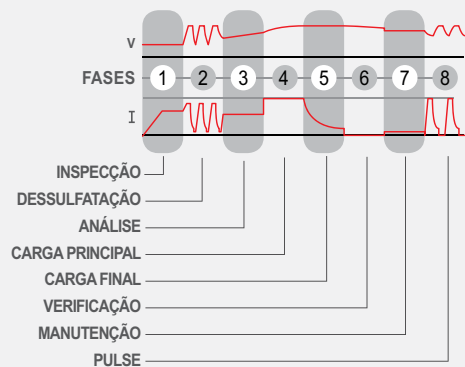 V
FASES 1 2 3 4 5 6 7 8
I
INSPECÇÃO
DESSULFATAÇÃO
ANÁLISE
CARGA PRINCIPAL
CARGA FINAL
VERIFICAÇÃO
MANUTENÇÃO
PULSE